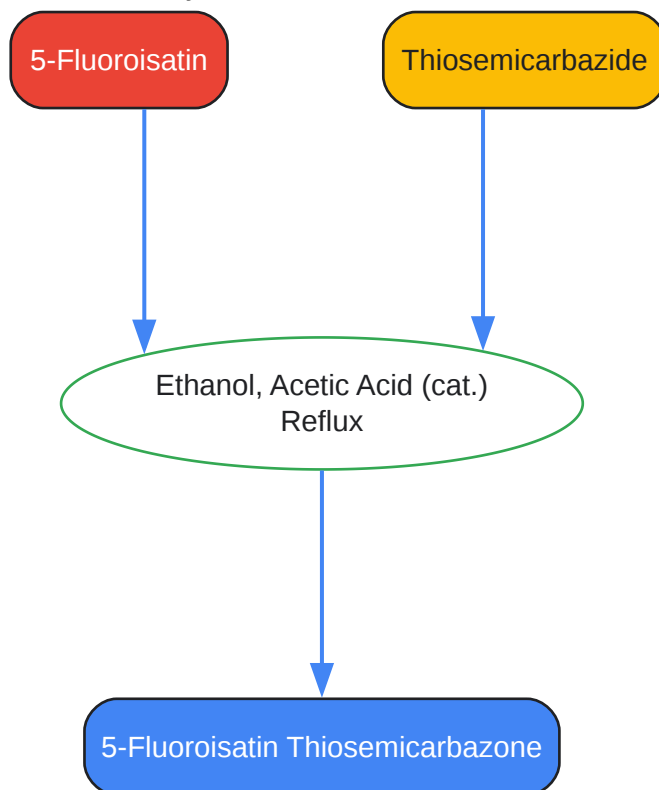 5-Fluoroisatin
Thiosemicarbazide
Ethanol, Acetic Acid (cat.)
Reflux
5-Fluoroisatin Thiosemicarbazone